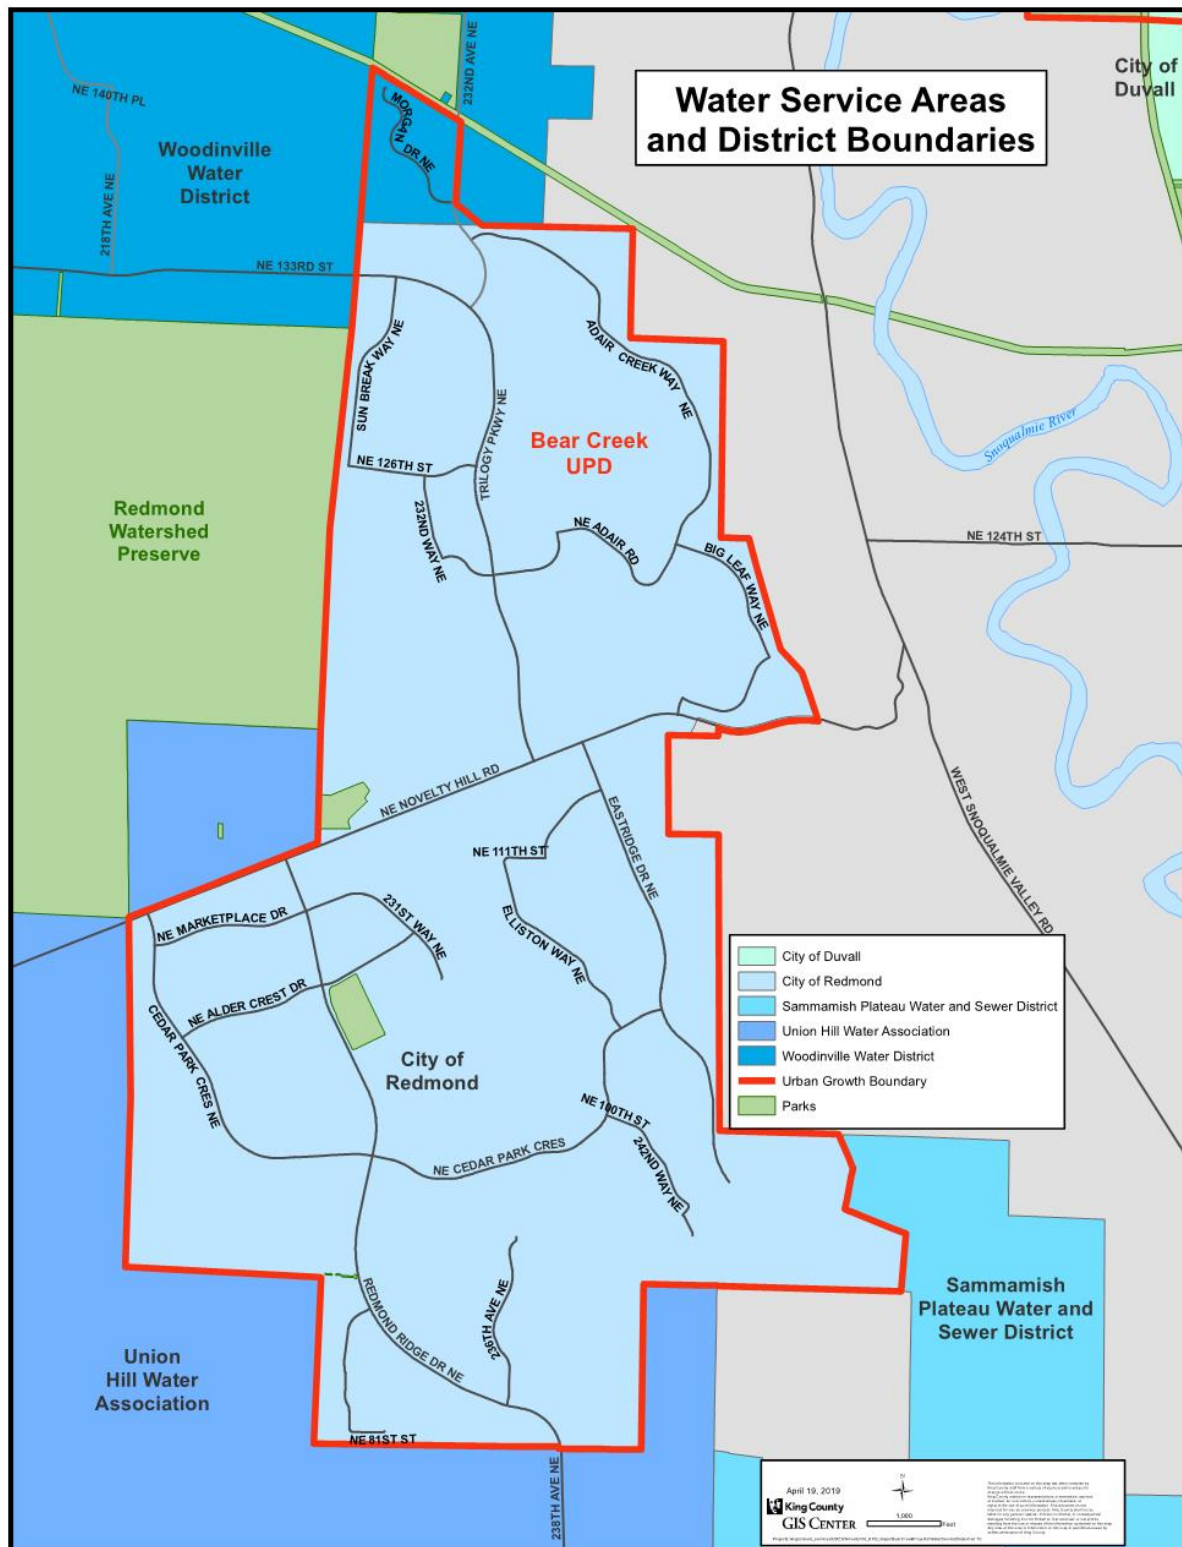 Water Service Areas
and District Boundaries
City of
Duvall
NE 140TH PL
232ND AVE NE
MORGAN DR NE
Woodinville
Water
District
218TH AVE NE
NE 133RD ST
SUN BREAK WAY NE
ADAIR CREEK WAY NE
TRILOGY PKWY NE
Bear Creek
UPD
Snoqualmie River
NE 126TH ST
232ND WAY NE
NE ADAIR RD
BIG LEAF WAY NE
NE 124TH ST
Redmond
Watershed
Preserve
NE NOVELTY HILL RD
EASTRIDGE DR NE
WEST SNOQUALMIE VALLEY RD
NE 111TH ST
ELLISTON WAY NE
NE MARKETPLACE DR
231ST WAY NE
NE ALDER CREST DR
CEDAR PARK CRES NE
City of
Redmond
City of Duvall
City of Redmond
Sammamish Plateau Water and Sewer District
Union Hill Water Association
Woodinville Water District
Urban Growth Boundary
Parks
NE 100TH ST
242ND WAY NE
NE CEDAR PARK CRES
236TH AVE NE
REDMOND RIDGE DR NE
Sammamish
Plateau Water and
Sewer District
Union
Hill Water
Association
NE 81ST ST
238TH AVE NE
April 19, 2019
N
King County
GIS CENTER
1,000
Feet